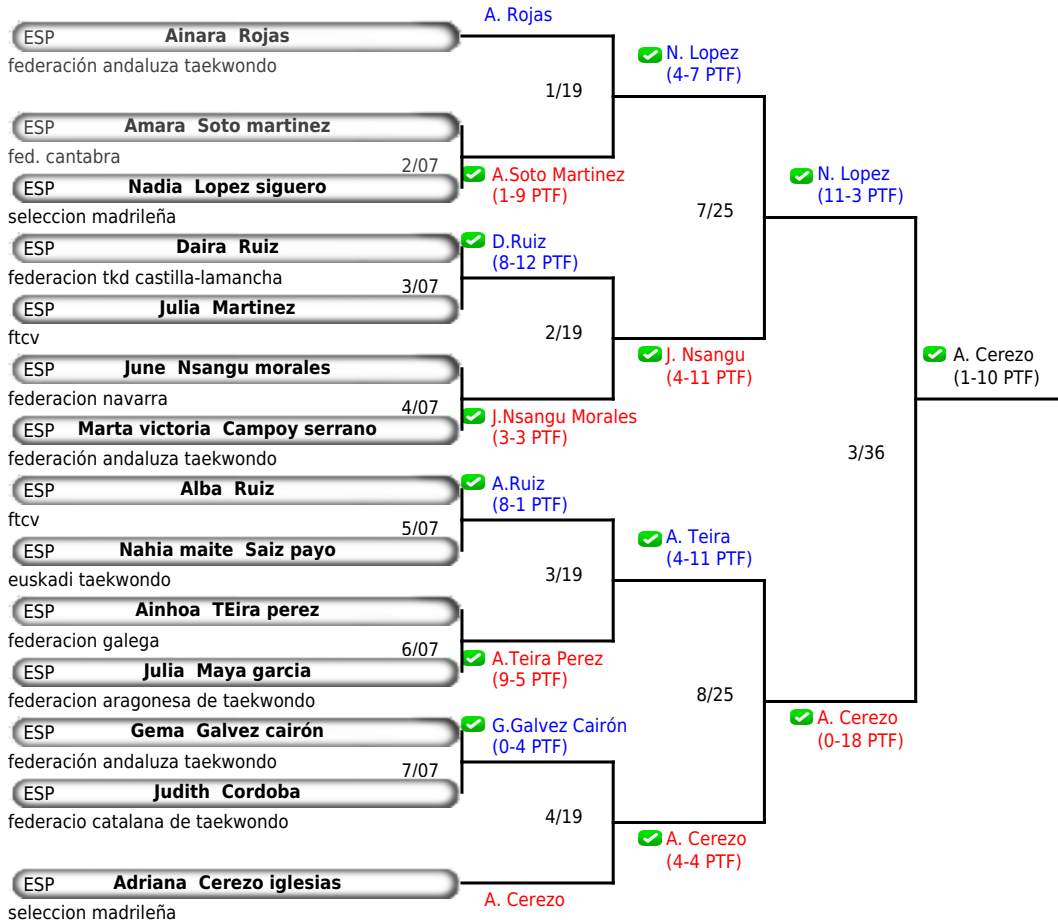 A. Rojas
ESP Ainara Rojas
federación andaluza taekwondo
N. Lopez
(4-7 PTF)
1/19
ESP Amara Soto martinez
fed. cantabra
2/07
A.Soto Martinez
(1-9 PTF)
ESP Nadia Lopez siguero
seleccion madrileña
N. Lopez
(11-3 PTF)
7/25
ESP Daira Ruiz
D.Ruiz
(8-12 PTF)
federacion tkd castilla-lamancha
3/07
ESP Julia Martinez
ftcv
2/19
J. Nsangu
(4-11 PTF)
A. Cerezo
(1-10 PTF)
ESP June Nsangu morales
federacion navarra
4/07
J.Nsangu Morales
(3-3 PTF)
ESP Marta victoria Campoy serrano
federación andaluza taekwondo
3/36
ESP Alba Ruiz
A.Ruiz
(8-1 PTF)
ftcv
5/07
ESP Nahia maite Saiz payo
euskadi taekwondo
A. Teira
(4-11 PTF)
3/19
ESP Ainhoa TEira perez
federacion galega
6/07
A.Teira Perez
(9-5 PTF)
ESP Julia Maya garcia
federacion aragonesa de taekwondo
8/25
A. Cerezo
(0-18 PTF)
ESP Gema Galvez cairón
G.Galvez Cairón
(0-4 PTF)
federación andaluza taekwondo
7/07
ESP Judith Cordoba
federacio catalana de taekwondo
4/19
A. Cerezo
(4-4 PTF)
ESP Adriana Cerezo iglesias
A. Cerezo
seleccion madrileña